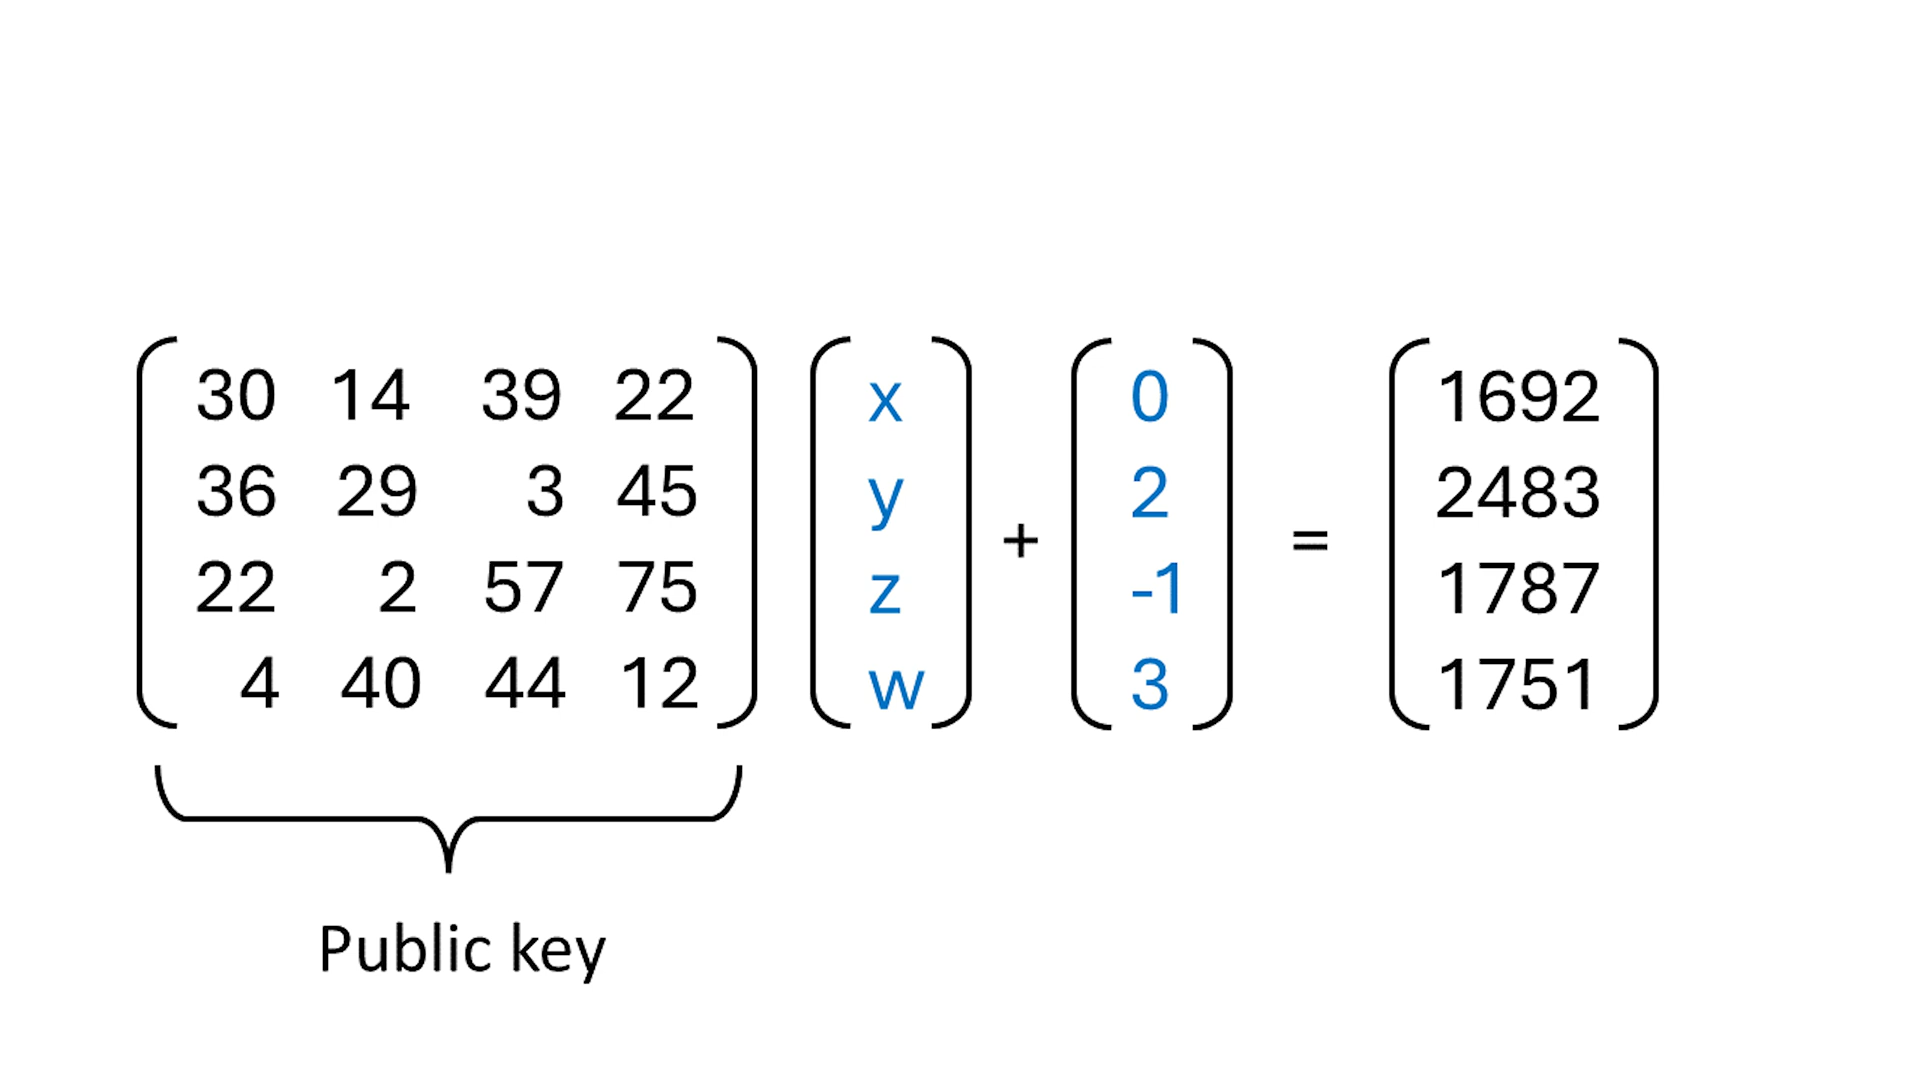 30 14 39 22 x 0 1692
36 29 3 45 y 2 2483
+ =
22 2 57 75 z -1 1787
4 40 44 12 w 3 1751
Public key